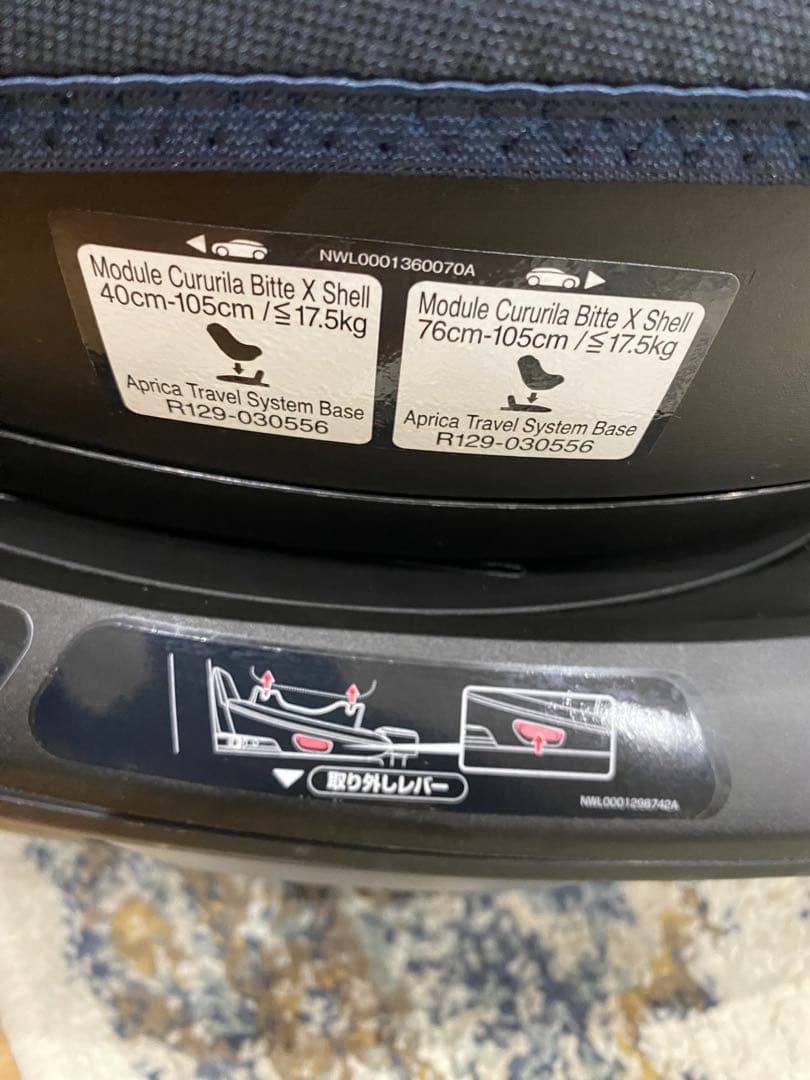 NWL0001360070A
Module Cururila Bitte X Shell
40cm-105cm /≦17.5kg
Aprica Travel System Base
R129-030556
Module Cururila Bitte X Shell
76cm-105cm /≦17.5kg
Aprica Travel System Base
R129-030556
取り外しレバー
NWL0001298742A